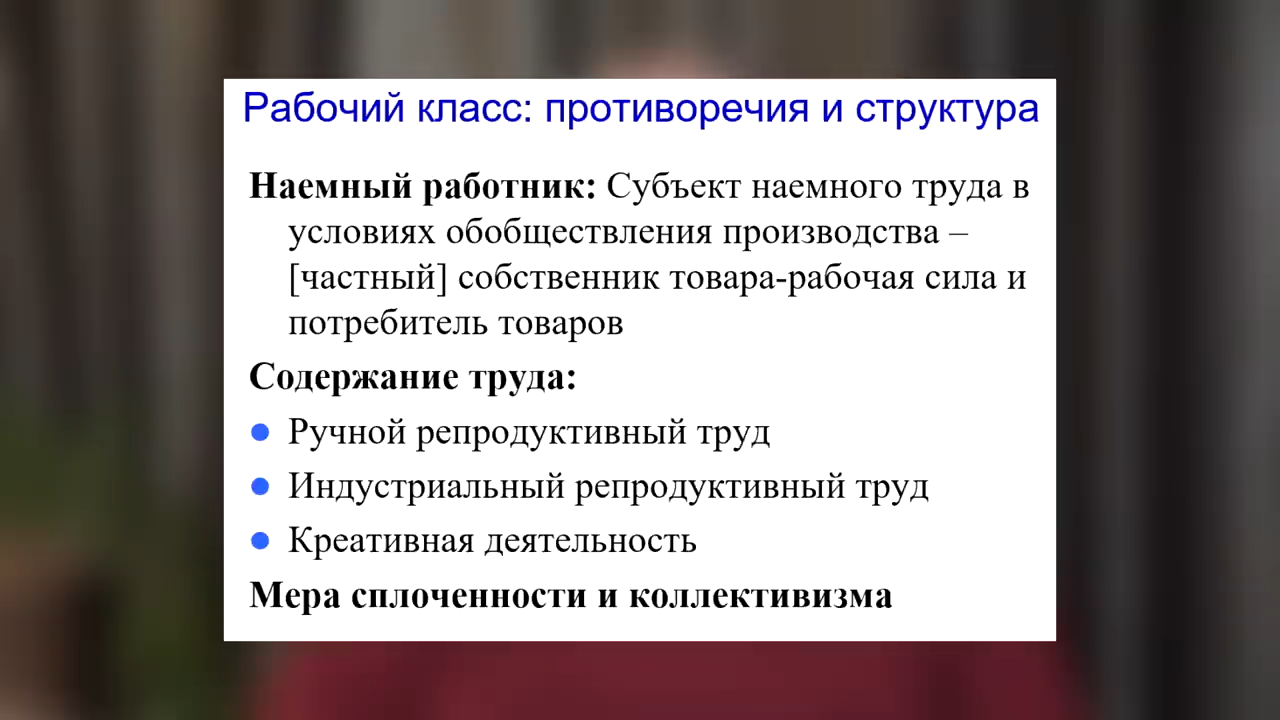 Рабочий класс: противоречия и структура
Наемный работник: Субъект наемного труда в
условиях обобществления производства –
[частный] собственник товара-рабочая сила и
потребитель товаров
Содержание труда:
Ручной репродуктивный труд
Индустриальный репродуктивный труд
Креативная деятельность
Мера сплоченности и коллективизма